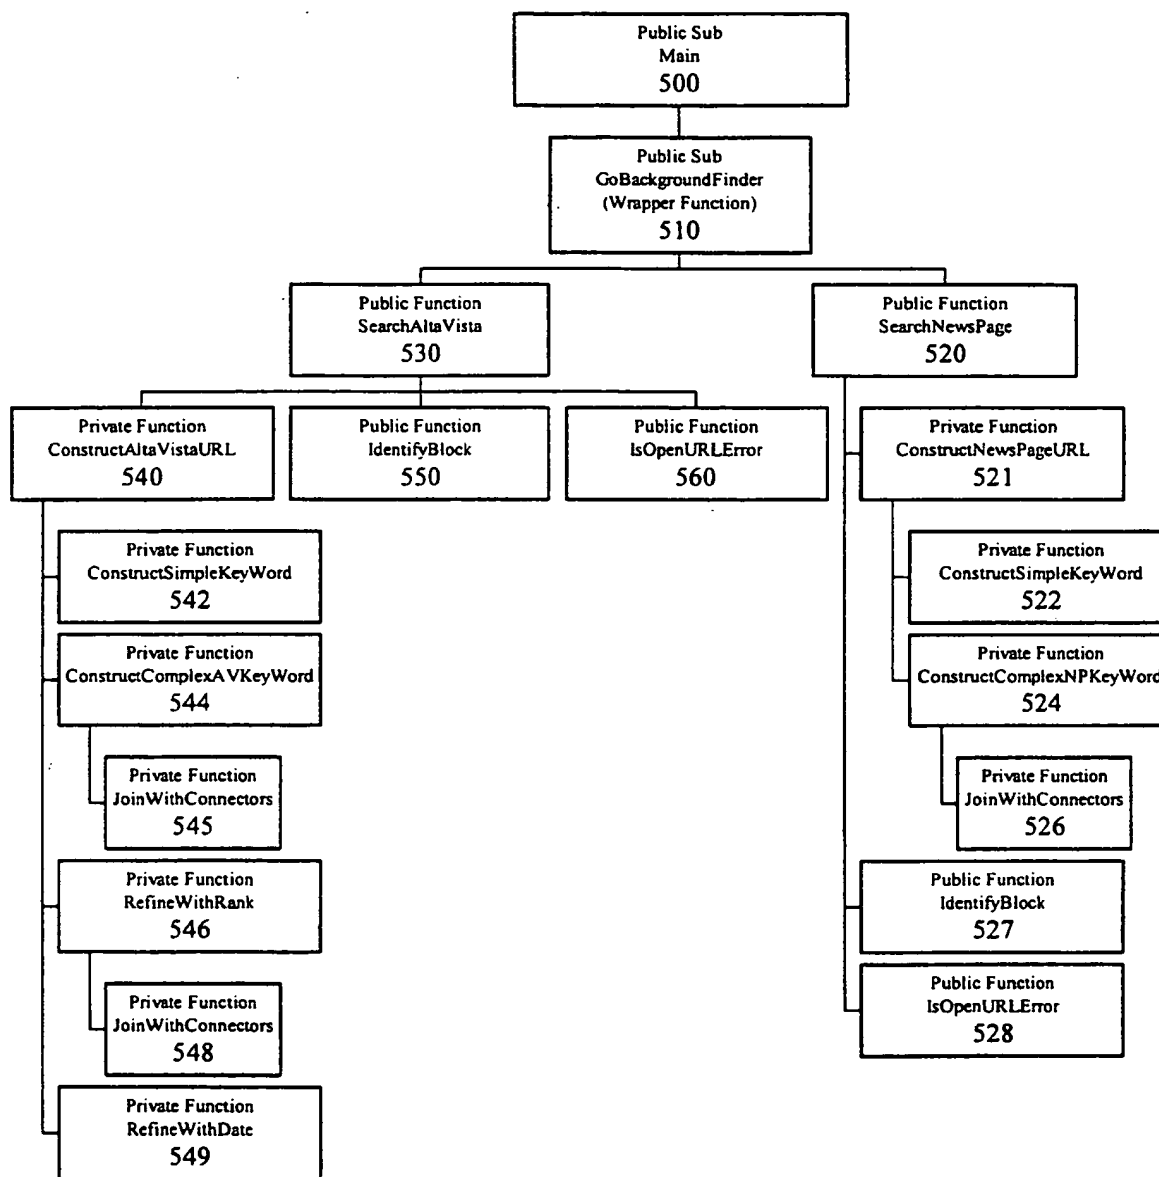 Public Sub
Main
500
Public Sub
GoBackgroundFinder
(Wrapper Function)
510
Public Function
SearchAltaVista
530
Public Function
SearchNewsPage
520
Private Function
ConstructAltaVistaURL
540
Public Function
IdentifyBlock
550
Public Function
IsOpenURLError
560
Private Function
ConstructNewsPageURL
521
Private Function
ConstructSimpleKeyWord
542
Private Function
ConstructSimpleKeyWord
522
Private Function
ConstructComplexAVKeyWord
544
Private Function
ConstructComplexNPKeyWord
524
Private Function
JoinWithConnectors
545
Private Function
JoinWithConnectors
526
Private Function
RefineWithRank
546
Public Function
IdentifyBlock
527
Private Function
JoinWithConnectors
548
Public Function
IsOpenURLError
528
Private Function
RefineWithDate
549